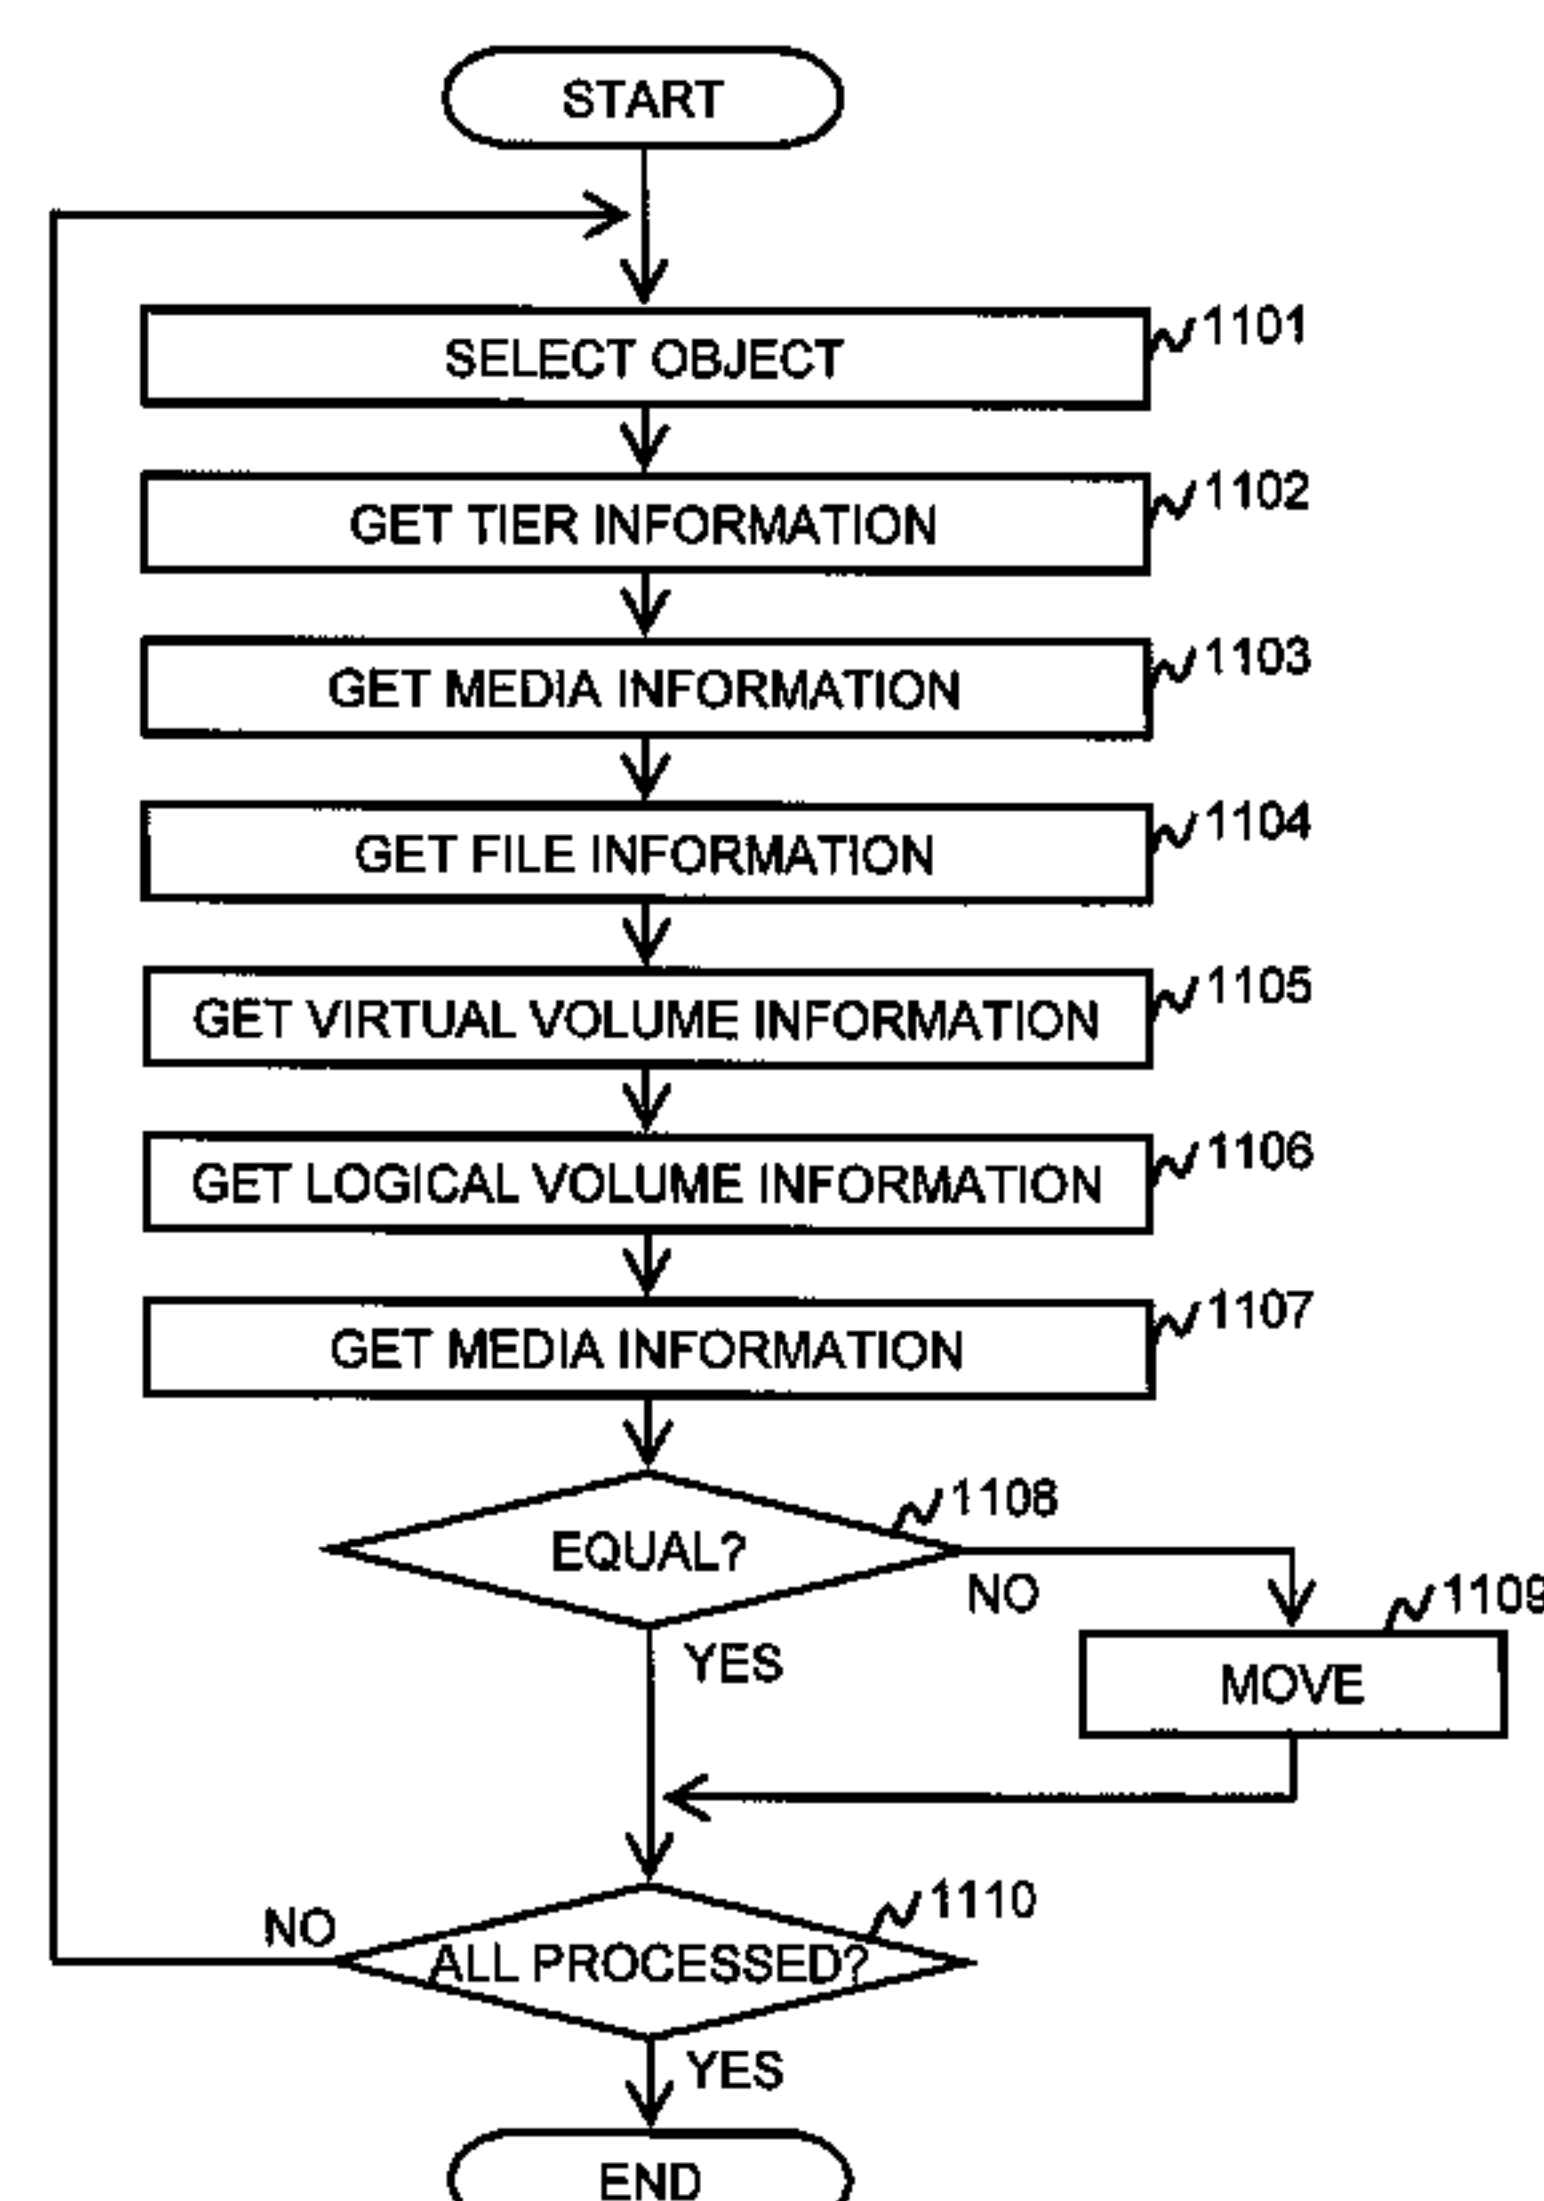 START
SELECT OBJECT
1101
GET TIER INFORMATION
1102
GET MEDIA INFORMATION
1103
GET FILE INFORMATION
1104
GET VIRTUAL VOLUME INFORMATION
1105
GET LOGICAL VOLUME INFORMATION
1106
GET MEDIA INFORMATION
1107
EQUAL?
1108
NO
YES
1109
MOVE
1110
NO
ALL PROCESSED?
YES
END